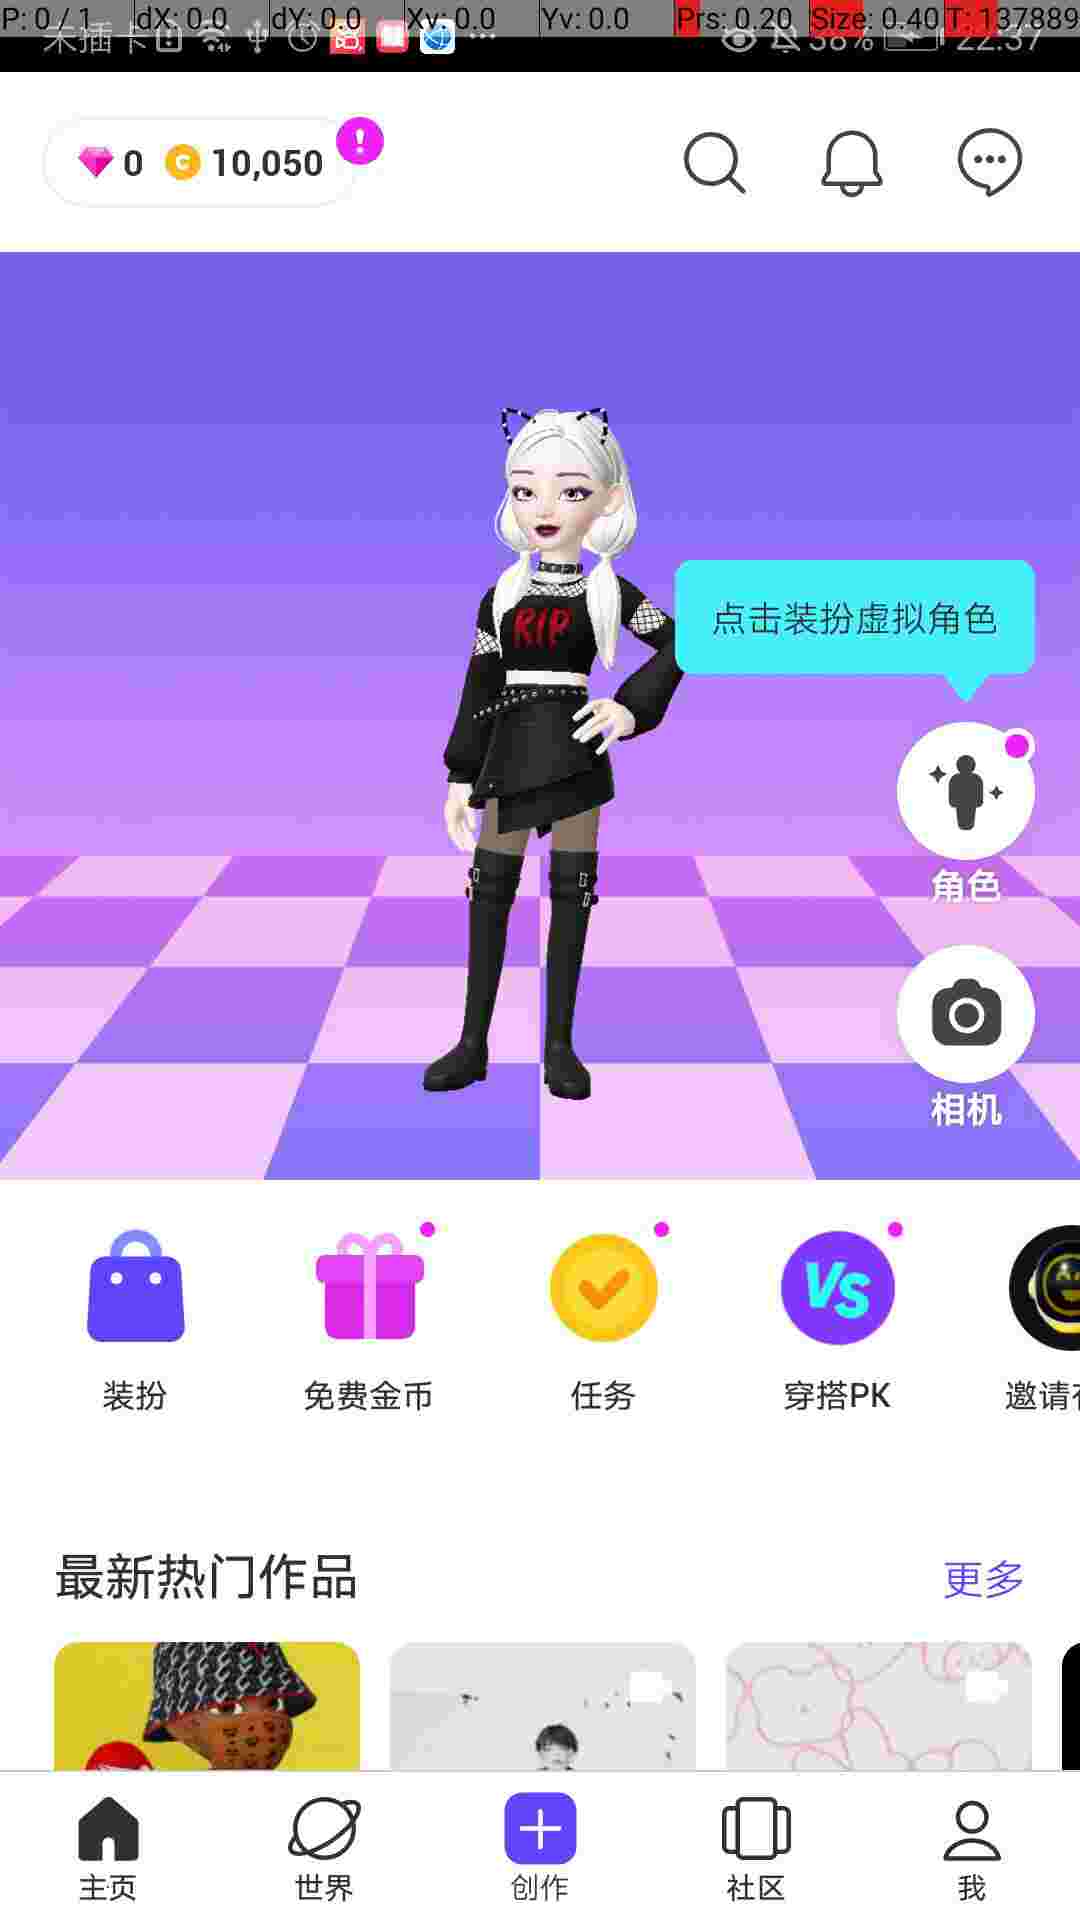 P: 0 / 1 dX: 0.0 dY: 0.0 Xv: 0.0 Yv: 0.0 Prs: 0.20 Size: 0.40 T: 137889
未插卡 38% 22:37
0 10,050
RIP
点击装扮虚拟角色
角色
相机
VS
装扮 免费金币 任务 穿搭PK 邀请
最新热门作品 更多
主页 世界 创作 社区 我